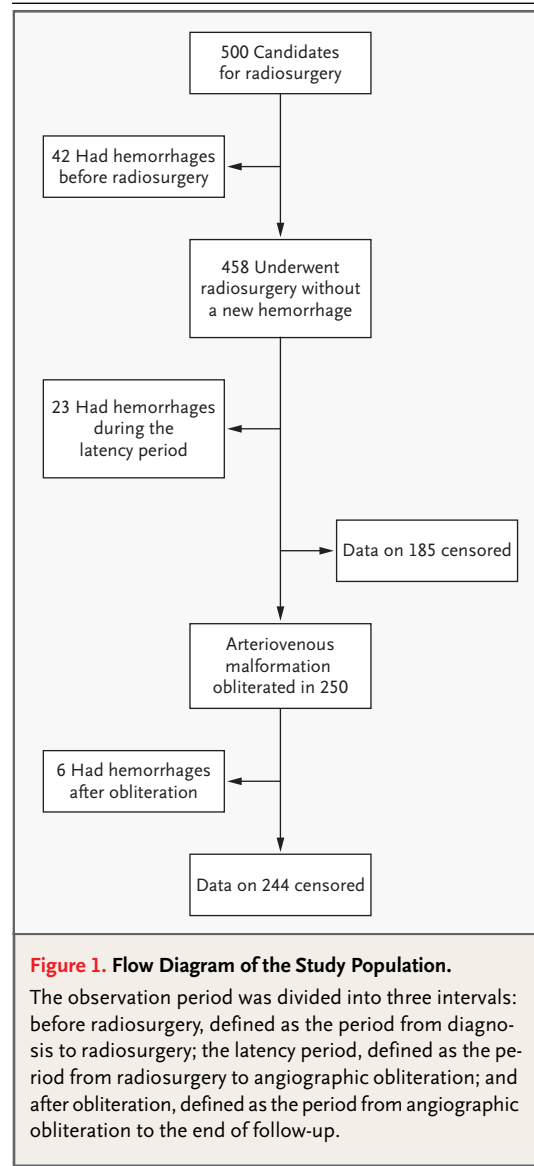 500 Candidates
for radiosurgery
42 Had hemorrhages
before radiosurgery
458 Underwent
radiosurgery without
a new hemorrhage
23 Had hemorrhages
during the
latency period
Data on 185 censored
Arteriovenous
malformation
obliterated in 250
6 Had hemorrhages
after obliteration
Data on 244 censored
Figure 1. Flow Diagram of the Study Population.
The observation period was divided into three intervals:
before radiosurgery, defined as the period from diagno-
sis to radiosurgery; the latency period, defined as the pe-
riod from radiosurgery to angiographic obliteration; and
after obliteration, defined as the period from angiographic
obliteration to the end of follow-up.